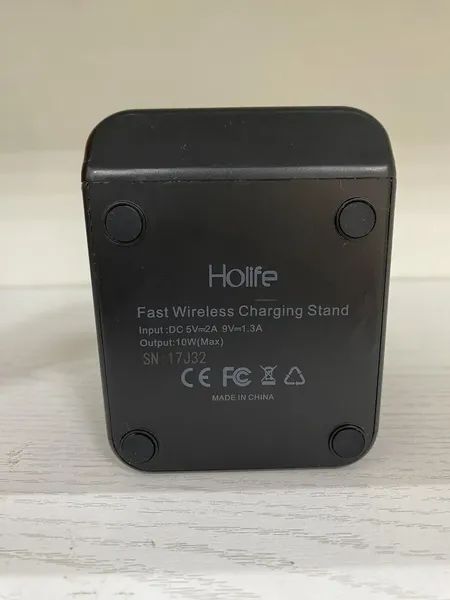 Holife
Fast Wireless Charging Stand
Input :DC 5V⎓2A 9V⎓1.3A
Output:10W(Max)
SN:17J32
CE FC
MADE IN CHINA